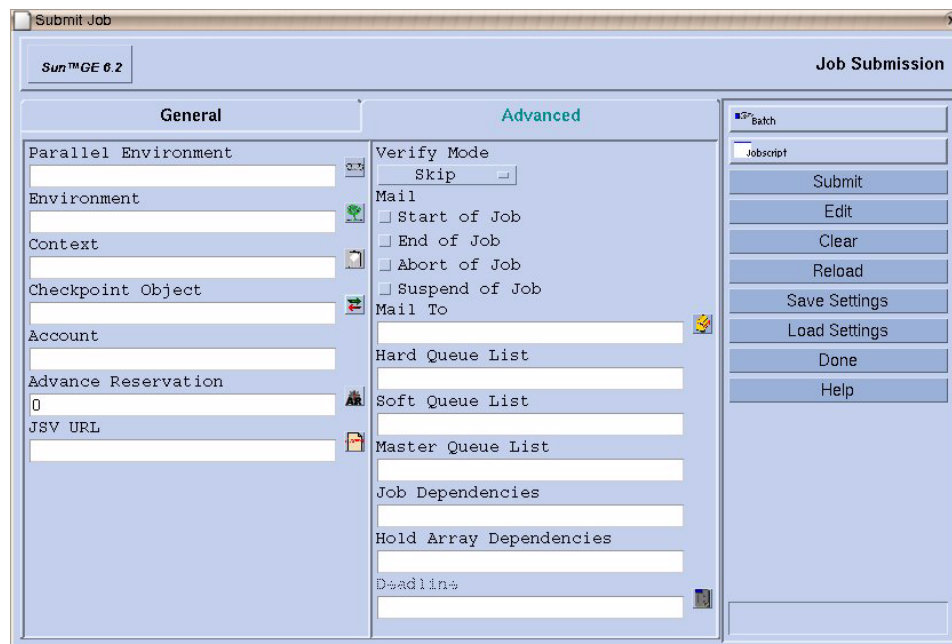 Submit Job
Sun™GE 6.2
Job Submission
General
Advanced
Parallel Environment
Environment
Context
Checkpoint Object
Account
Advance Reservation
0
AR
JSV URL
Verify Mode
Skip
Mail
Start of Job
End of Job
Abort of Job
Suspend of Job
Mail To
Hard Queue List
Soft Queue List
Master Queue List
Job Dependencies
Hold Array Dependencies
Deadline
Batch
Jobscript
Submit
Edit
Clear
Reload
Save Settings
Load Settings
Done
Help